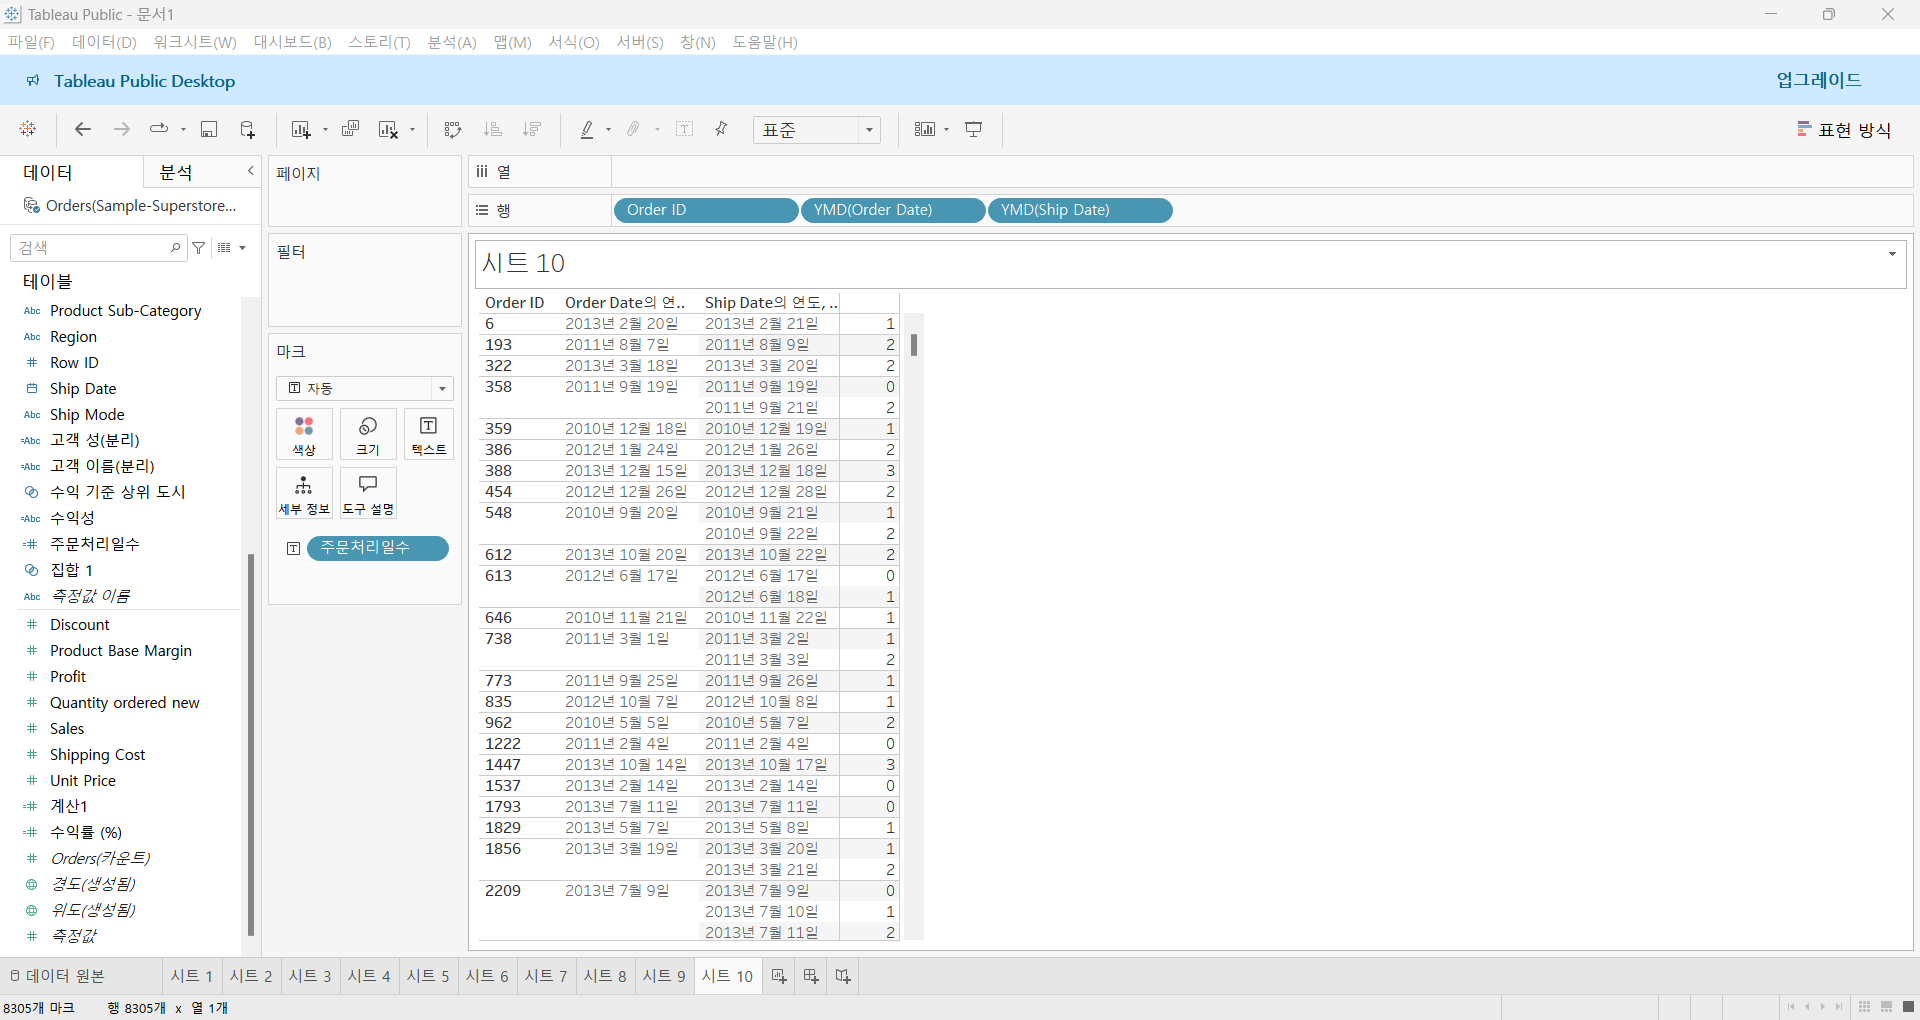 Tableau Public - 문서1
파일(F) 데이터(D) 워크시트(W) 대시보드(B) 스토리(T) 분석(A) 맵(M) 서식(O) 서버(S) 창(N) 도움말(H)
Tableau Public Desktop 업그레이드
표준 표현 방식
데이터 분석
Orders(Sample-Superstore...
검색
테이블
Abc Product Sub-Category
Abc Region
Row ID
Ship Date
Abc Ship Mode
=Abc 고객 성(분리)
=Abc 고객 이름(분리)
수익 기준 상위 도시
=Abc 수익성
주문처리일수
집합 1
Abc 측정값 이름
Discount
Product Base Margin
Profit
Quantity ordered new
Sales
Shipping Cost
Unit Price
계산1
수익률 (%)
Orders(카운트)
경도(생성됨)
위도(생성됨)
측정값
페이지
필터
마크
자동
색상 크기 텍스트
세부 정보 도구 설명
주문처리일수
열
행 Order ID YMD(Order Date) YMD(Ship Date)
시트 10
Order ID Order Date의 연.. Ship Date의 연도, ..
6 2013년 2월 20일 2013년 2월 21일 1
193 2011년 8월 7일 2011년 8월 9일 2
322 2013년 3월 18일 2013년 3월 20일 2
358 2011년 9월 19일 2011년 9월 19일 0
2011년 9월 21일 2
359 2010년 12월 18일 2010년 12월 19일 1
386 2012년 1월 24일 2012년 1월 26일 2
388 2013년 12월 15일 2013년 12월 18일 3
454 2012년 12월 26일 2012년 12월 28일 2
548 2010년 9월 20일 2010년 9월 21일 1
2010년 9월 22일 2
612 2013년 10월 20일 2013년 10월 22일 2
613 2012년 6월 17일 2012년 6월 17일 0
2012년 6월 18일 1
646 2010년 11월 21일 2010년 11월 22일 1
738 2011년 3월 1일 2011년 3월 2일 1
2011년 3월 3일 2
773 2011년 9월 25일 2011년 9월 26일 1
835 2012년 10월 7일 2012년 10월 8일 1
962 2010년 5월 5일 2010년 5월 7일 2
1222 2011년 2월 4일 2011년 2월 4일 0
1447 2013년 10월 14일 2013년 10월 17일 3
1537 2013년 2월 14일 2013년 2월 14일 0
1793 2013년 7월 11일 2013년 7월 11일 0
1829 2013년 5월 7일 2013년 5월 8일 1
1856 2013년 3월 19일 2013년 3월 20일 1
2013년 3월 21일 2
2209 2013년 7월 9일 2013년 7월 9일 0
2013년 7월 10일 1
2013년 7월 11일 2
데이터 원본 시트 1 시트 2 시트 3 시트 4 시트 5 시트 6 시트 7 시트 8 시트 9 시트 10
8305개 마크 행 8305개 x 열 1개